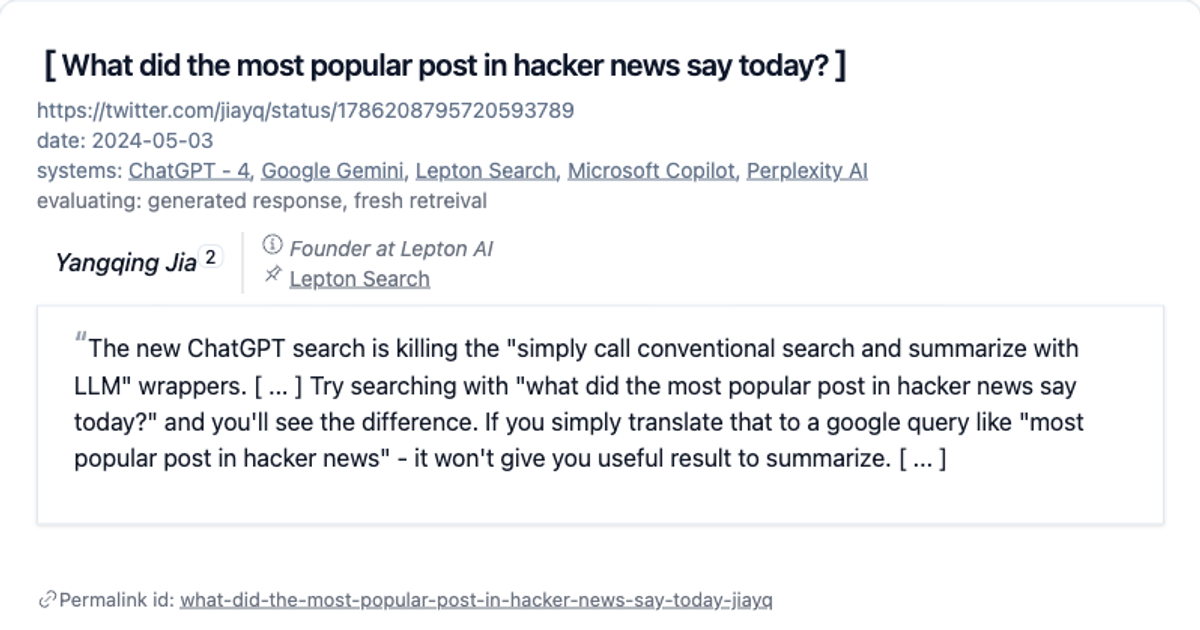 [ What did the most popular post in hacker news say today? ]
https://twitter.com/jiayq/status/1786208795720593789
date: 2024-05-03
systems: ChatGPT - 4, Google Gemini, Lepton Search, Microsoft Copilot, Perplexity AI
evaluating: generated response, fresh retreival
Yangqing Jia 2
Founder at Lepton AI
Lepton Search
"The new ChatGPT search is killing the "simply call conventional search and summarize with
LLM" wrappers. [ ... ] Try searching with "what did the most popular post in hacker news say
today?" and you'll see the difference. If you simply translate that to a google query like "most
popular post in hacker news" - it won't give you useful result to summarize. [ ... ]
Permalink id: what-did-the-most-popular-post-in-hacker-news-say-today-jiayq